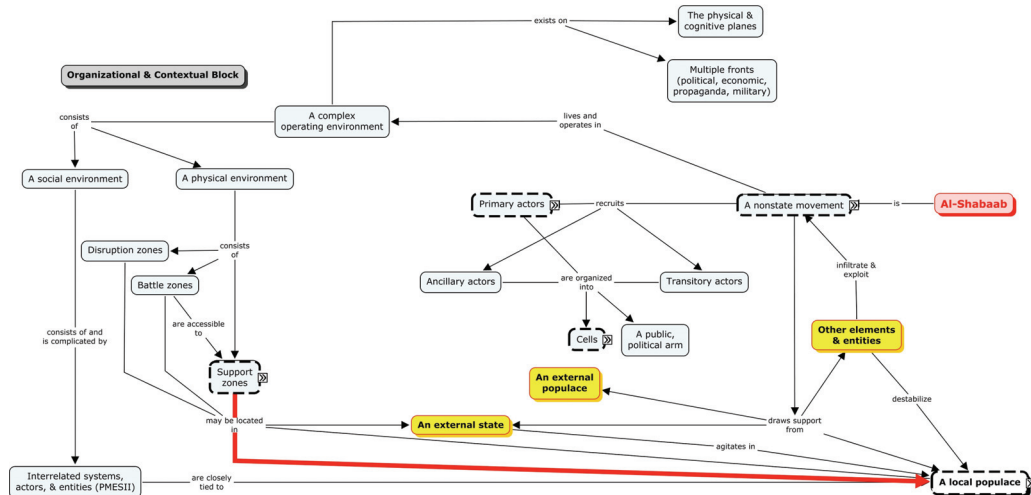 exists on
The physical &
cognitive planes
Multiple fronts
(political, economic,
propaganda, military)
Organizational & Contextual Block
A complex
operating environment
consists
of
lives and
operates in
A social environment
A physical environment
Primary actors
recruits
A nonstate movement
is
Al-Shabaab
Disruption zones
consists
of
Battle zones
Ancillary actors
are organized
into
Transitory actors
infiltrate &
exploit
are accessible
to
consists of and
is complicated by
Cells
A public,
political arm
Other elements
& entities
Support
zones
An external
populace
destabilize
may be located
in
An external state
draws support
from
agitates in
Interrelated systems,
actors, & entities (PMESII)
are closely
tied to
A local populace